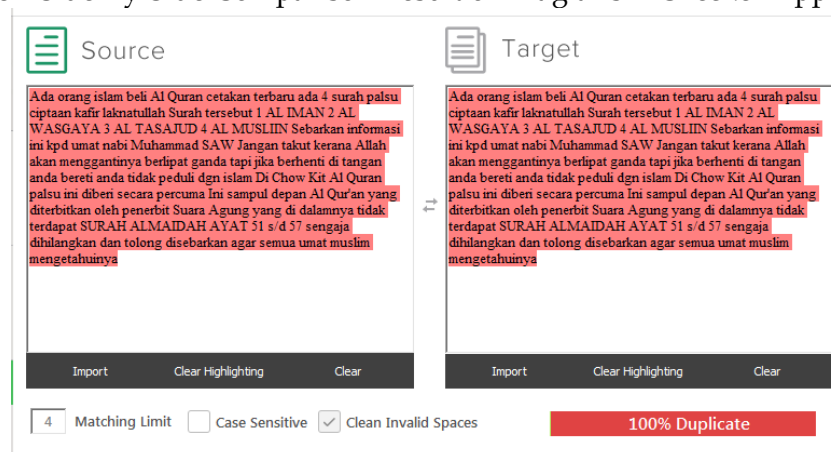 Source
Ada orang islam beli Al Quran cetakan terbaru ada 4 surah palsu
ciptaan kafir laknatullah Surah tersebut 1 AL IMAN 2 AL
WASGAYA 3 AL TASAJUD 4 AL MUSLIIN Sebarkan informasi
ini kpd umat nabi Muhammad SAW Jangan takut kerana Allah
akan menggantinya berlipat ganda tapi jika berhenti di tangan
anda bereti anda tidak peduli dgn islam Di Chow Kit Al Quran
palsu ini diberi secara percuma Ini sampul depan Al Qur'an yang
diterbitkan oleh penerbit Suara Agung yang di dalamnya tidak
terdapat SURAH ALMAIDAH AYAT 51 s/d 57 sengaja
dihilangkan dan tolong disebarkan agar semua umat muslim
mengetahuinya
Import Clear Highlighting Clear
Target
Ada orang islam beli Al Quran cetakan terbaru ada 4 surah palsu
ciptaan kafir laknatullah Surah tersebut 1 AL IMAN 2 AL
WASGAYA 3 AL TASAJUD 4 AL MUSLIIN Sebarkan informasi
ini kpd umat nabi Muhammad SAW Jangan takut kerana Allah
akan menggantinya berlipat ganda tapi jika berhenti di tangan
anda bereti anda tidak peduli dgn islam Di Chow Kit Al Quran
palsu ini diberi secara percuma Ini sampul depan Al Qur'an yang
diterbitkan oleh penerbit Suara Agung yang di dalamnya tidak
terdapat SURAH ALMAIDAH AYAT 51 s/d 57 sengaja
dihilangkan dan tolong disebarkan agar semua umat muslim
mengetahuinya
Import Clear Highlighting Clear
4 Matching Limit Case Sensitive Clean Invalid Spaces 100% Duplicate